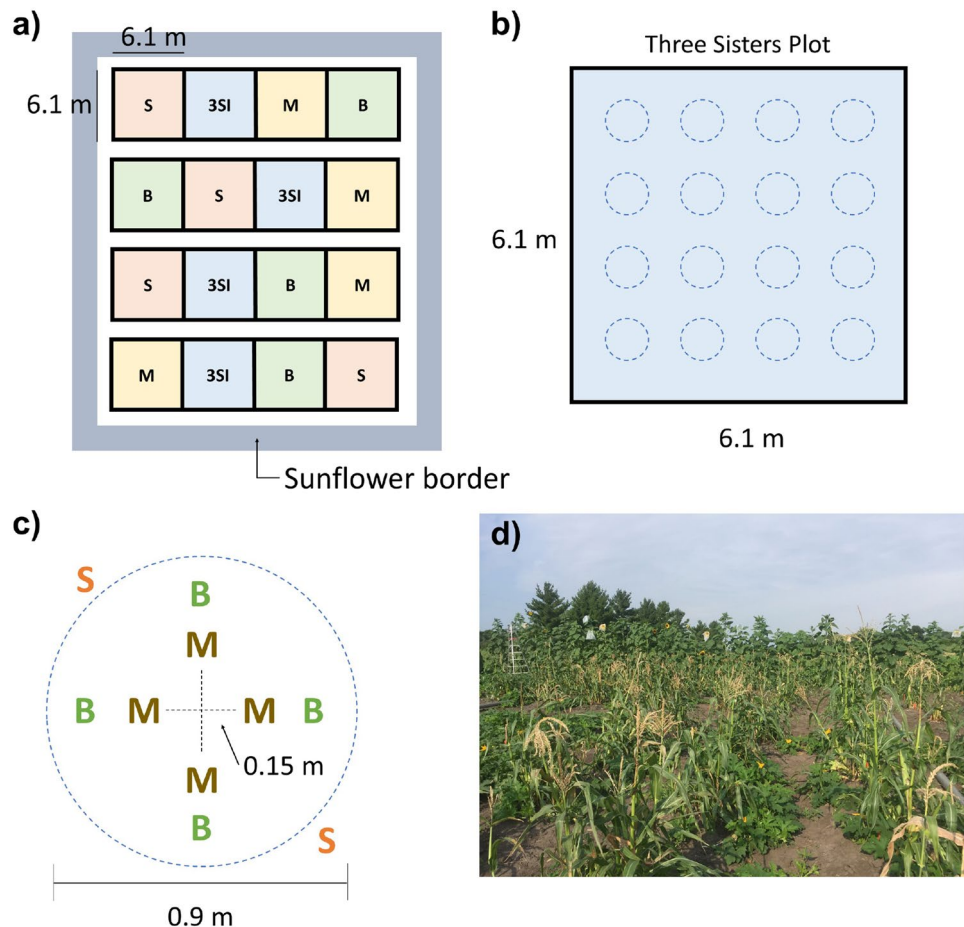 a)
6.1 m
6.1 m
S 3SI M B
B S 3SI M
S 3SI B M
M 3SI B S
Sunflower border
b)
Three Sisters Plot
6.1 m
6.1 m
c)
S
B
M
B M M B
0.15 m
M
B
S
0.9 m
d)